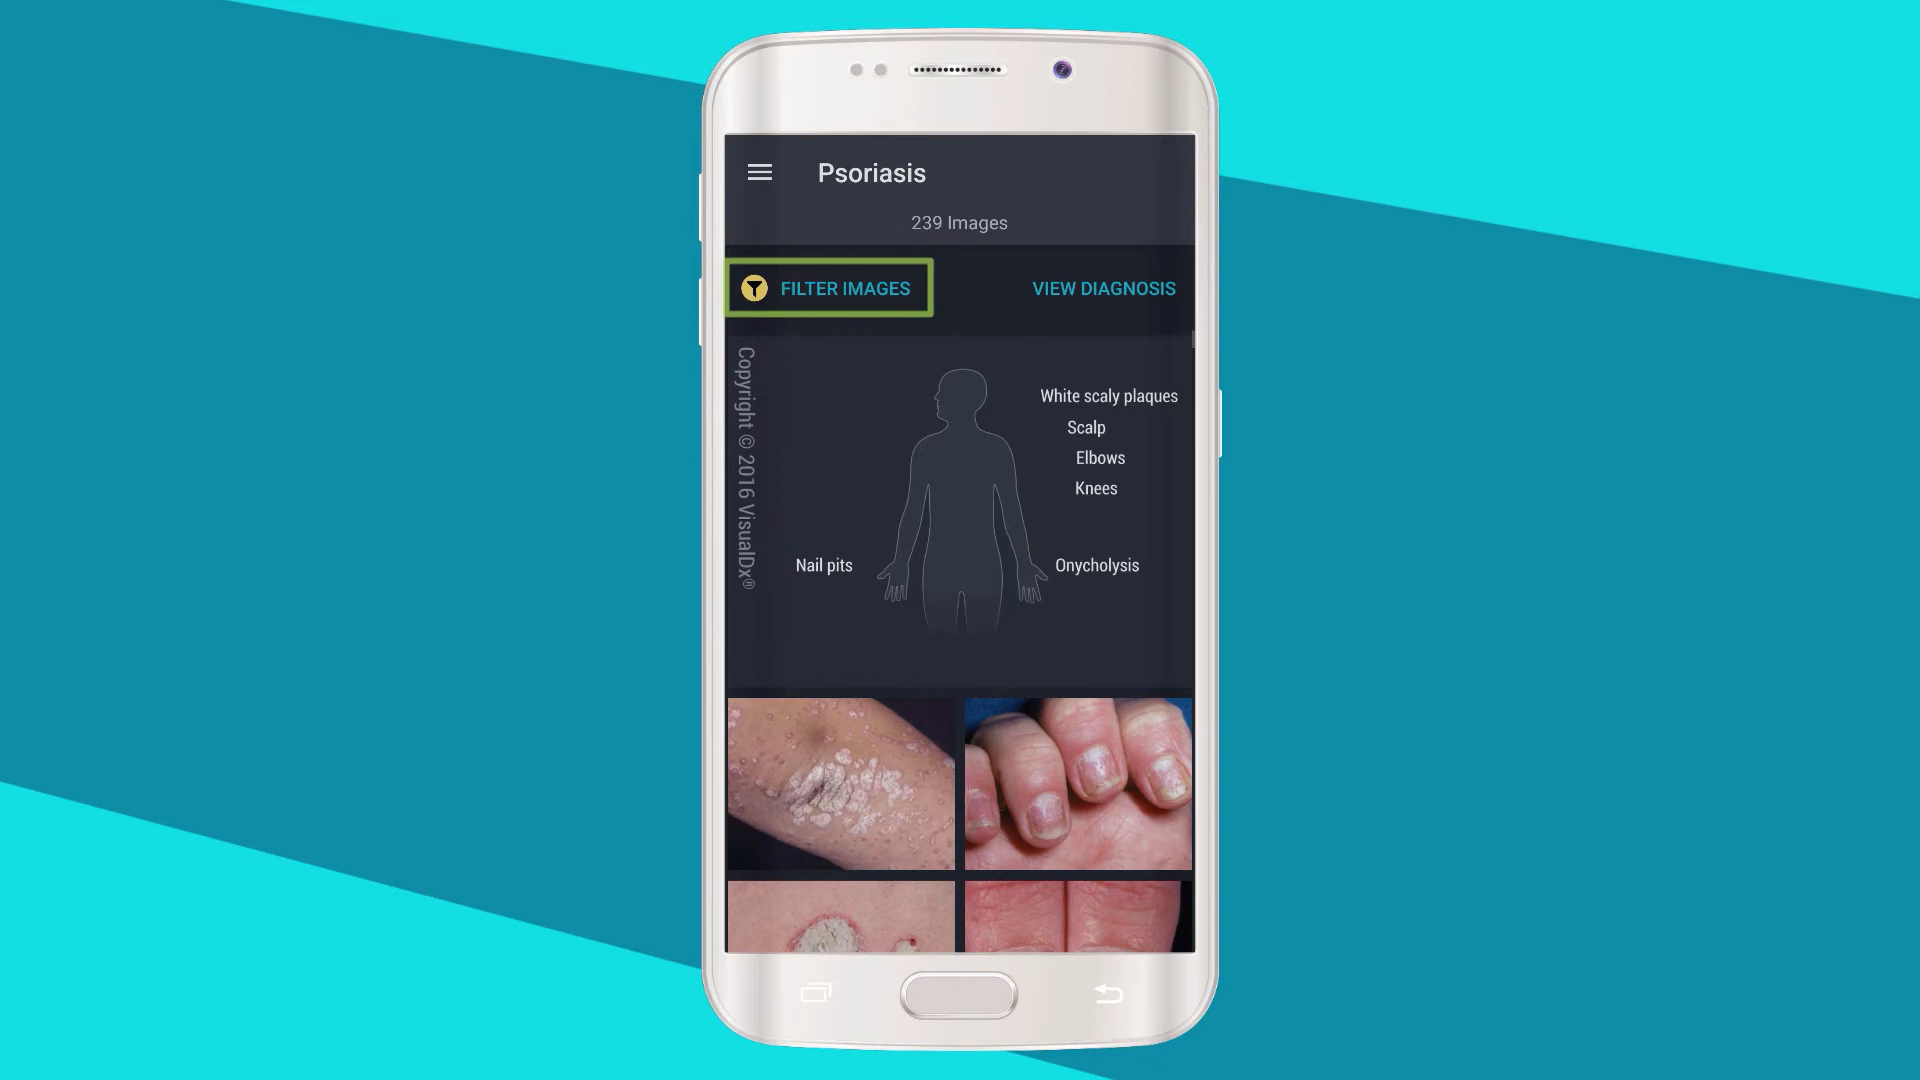 Psoriasis
239 Images
FILTER IMAGES
VIEW DIAGNOSIS
Copyright © 2016 VisualDx®
White scaly plaques
Scalp
Elbows
Knees
Nail pits
Onycholysis